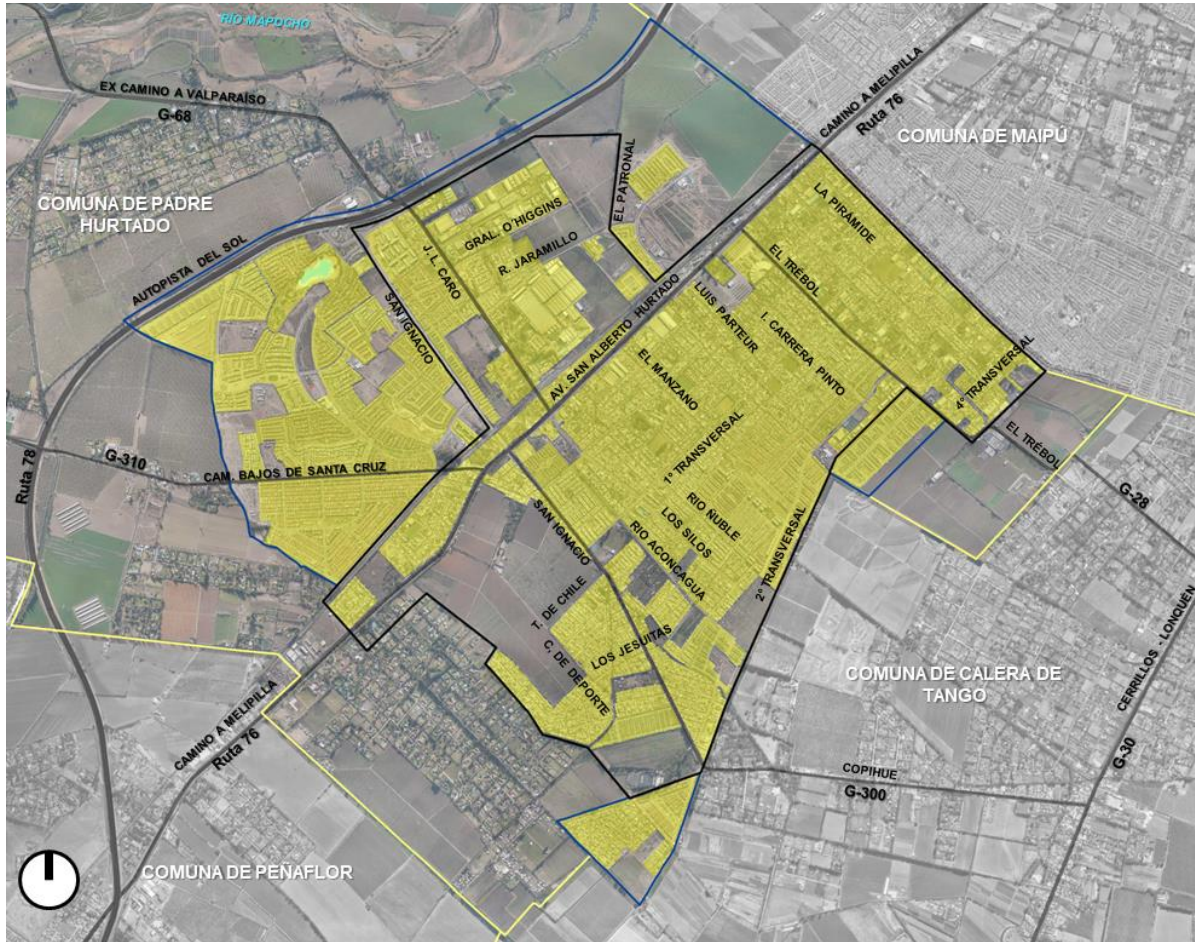 RÍO MAPOCHO
EX CAMINO A VALPARAÍSO
G-68
CAMINO A MELIPILLA
Ruta 76
COMUNA DE MAIPÚ
COMUNA DE PADRE
HURTADO
EL PATRONAL
LA PIRÁMIDE
GRAL. O'HIGGINS
J. L. CARO
R. JARAMILLO
EL TRÉBOL
AUTOPISTA DEL SOL
SAN IGNACIO
AV. SAN ALBERTO HURTADO
LUIS PARTEUR
I. CARRERA PINTO
EL MANZANO
4° TRANSVERSAL
EL TRÉBOL
1° TRANSVERSAL
G-310
CAM. BAJOS DE SANTA CRUZ
Ruta 78
G-28
RIO ÑUBLE
LOS SILOS
RIO ACONCAGUA
SAN IGNACIO
2° TRANSVERSAL
T. DE CHILE
LOS JESUITAS
C. DE DEPORTE
COMUNA DE CALERA DE
TANGO
CERRILLOS - LONQUEN
G-30
CAMINO A MELIPILLA
Ruta 76
COPIHUE
G-300
COMUNA DE PEÑAFLOR